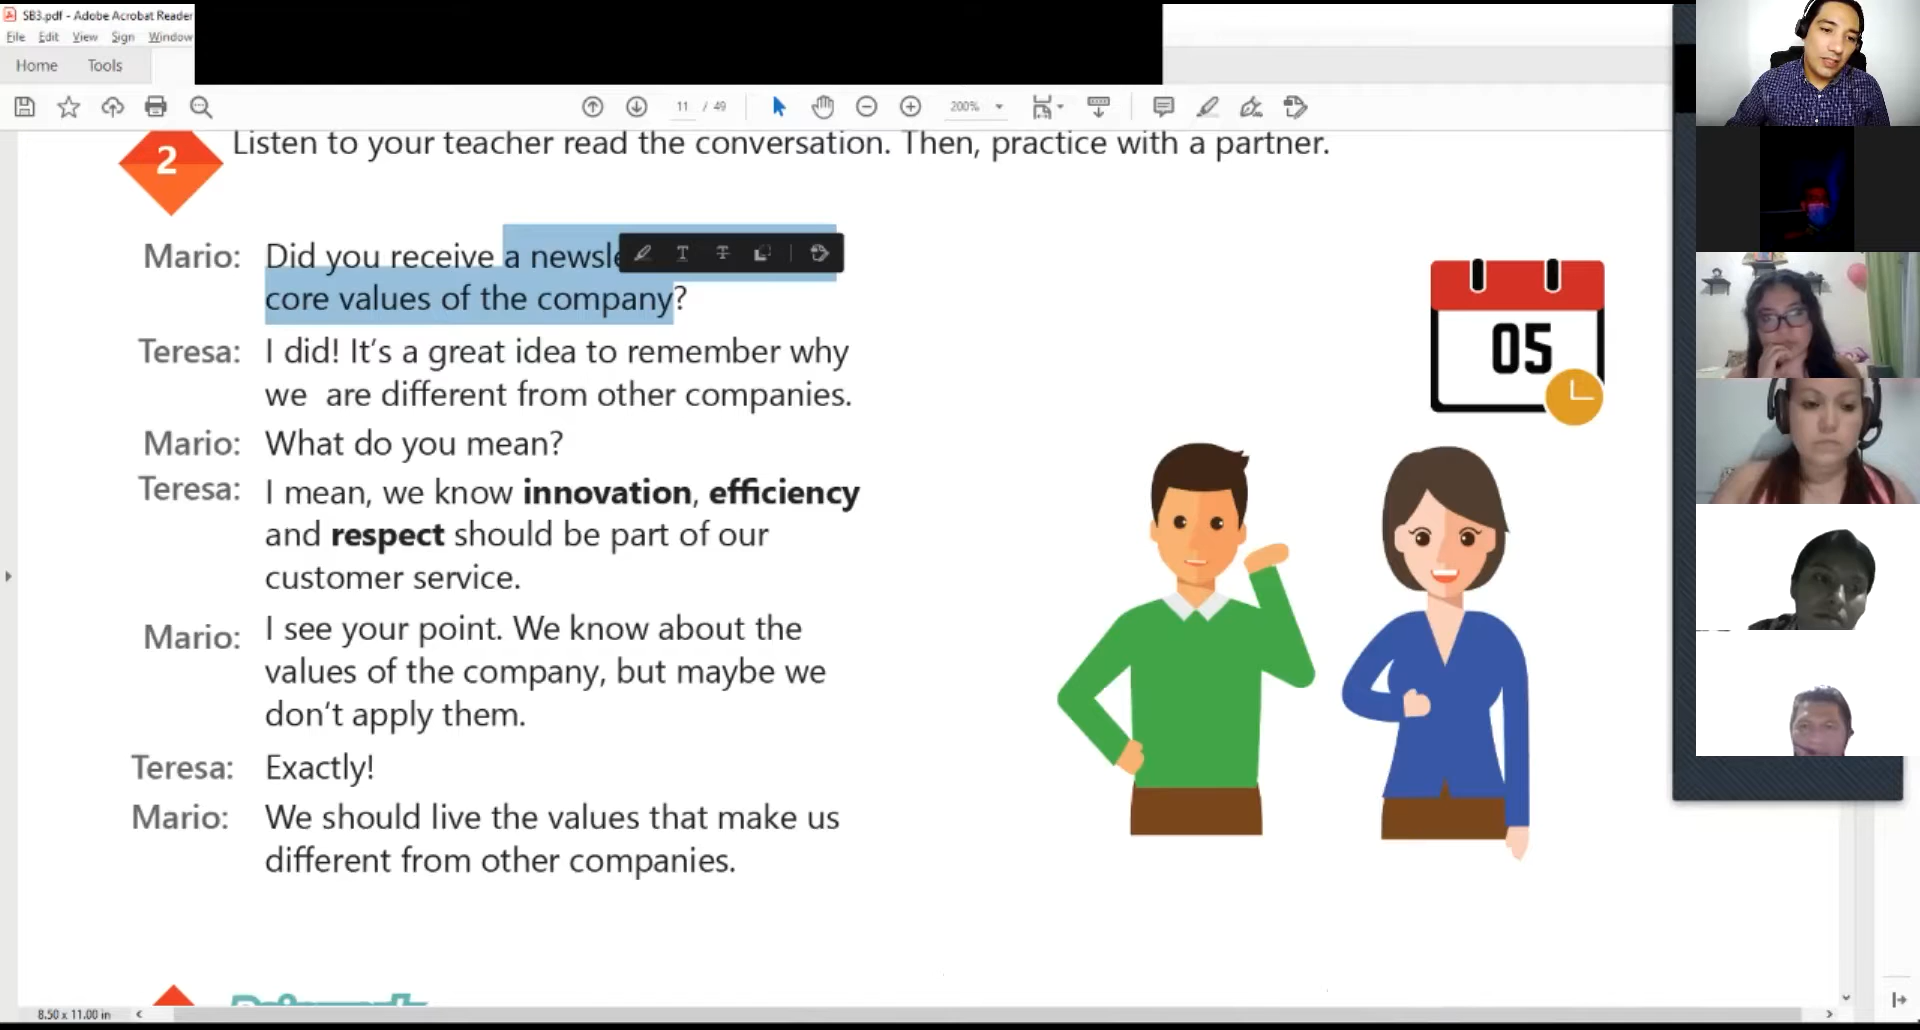 SB3.pdf - Adobe Acrobat Reader
File Edit View Sign Window
Home Tools
11 / 49 200%
2 Listen to your teacher read the conversation. Then, practice with a partner.
Mario: Did you receive a
core values of the company?
Teresa: I did! It's a great idea to remember why
we are different from other companies.
Mario: What do you mean?
Teresa: I mean, we know innovation, efficiency
and respect should be part of our
customer service.
Mario: I see your point. We know about the
values of the company, but maybe we
don't apply them.
Teresa: Exactly!
Mario: We should live the values that make us
different from other companies.
05
8.50 x 11.00 in